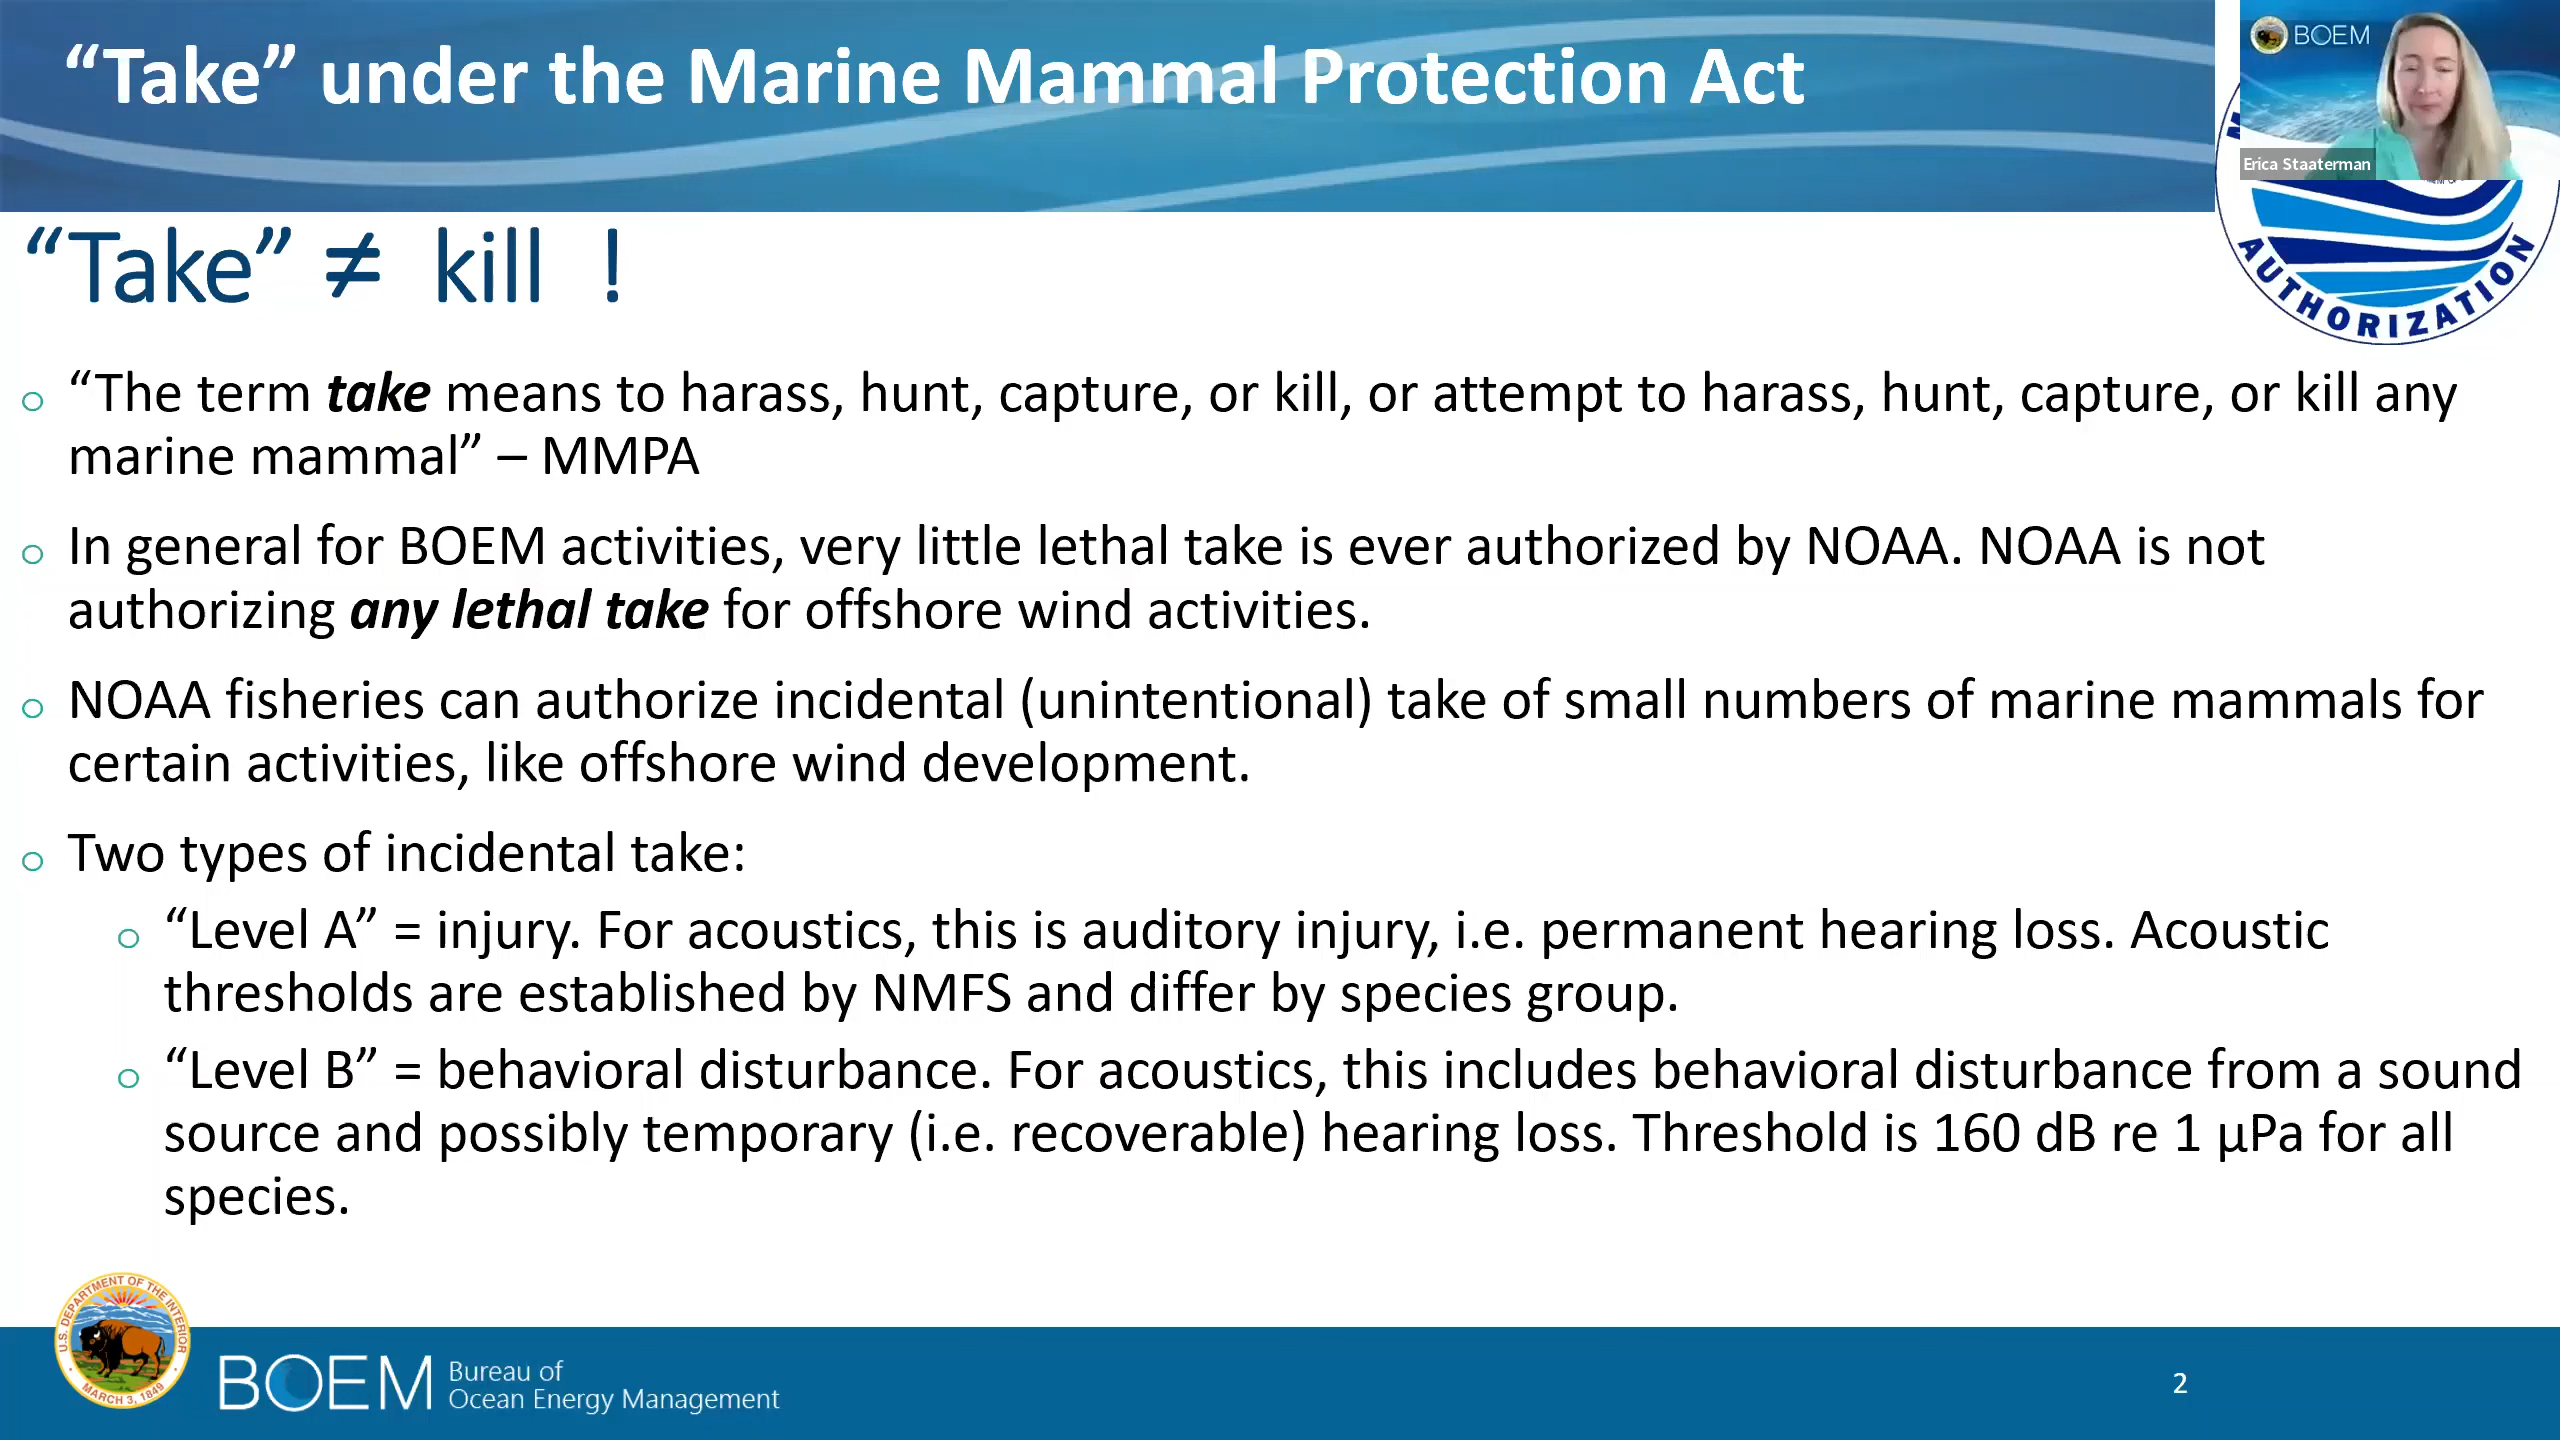 “Take” under the Marine Mammal Protection Act
BOEM
Erica Staaterman
AUTHORIZATION
“Take” ≠ kill !
“The term take means to harass, hunt, capture, or kill, or attempt to harass, hunt, capture, or kill any
marine mammal” – MMPA
In general for BOEM activities, very little lethal take is ever authorized by NOAA. NOAA is not
authorizing any lethal take for offshore wind activities.
NOAA fisheries can authorize incidental (unintentional) take of small numbers of marine mammals for
certain activities, like offshore wind development.
Two types of incidental take:
“Level A” = injury. For acoustics, this is auditory injury, i.e. permanent hearing loss. Acoustic
thresholds are established by NMFS and differ by species group.
“Level B” = behavioral disturbance. For acoustics, this includes behavioral disturbance from a sound
source and possibly temporary (i.e. recoverable) hearing loss. Threshold is 160 dB re 1 µPa for all
species.
U.S. DEPARTMENT OF THE INTERIOR
MARCH 3, 1849
BOEM
Bureau of
Ocean Energy Management
2